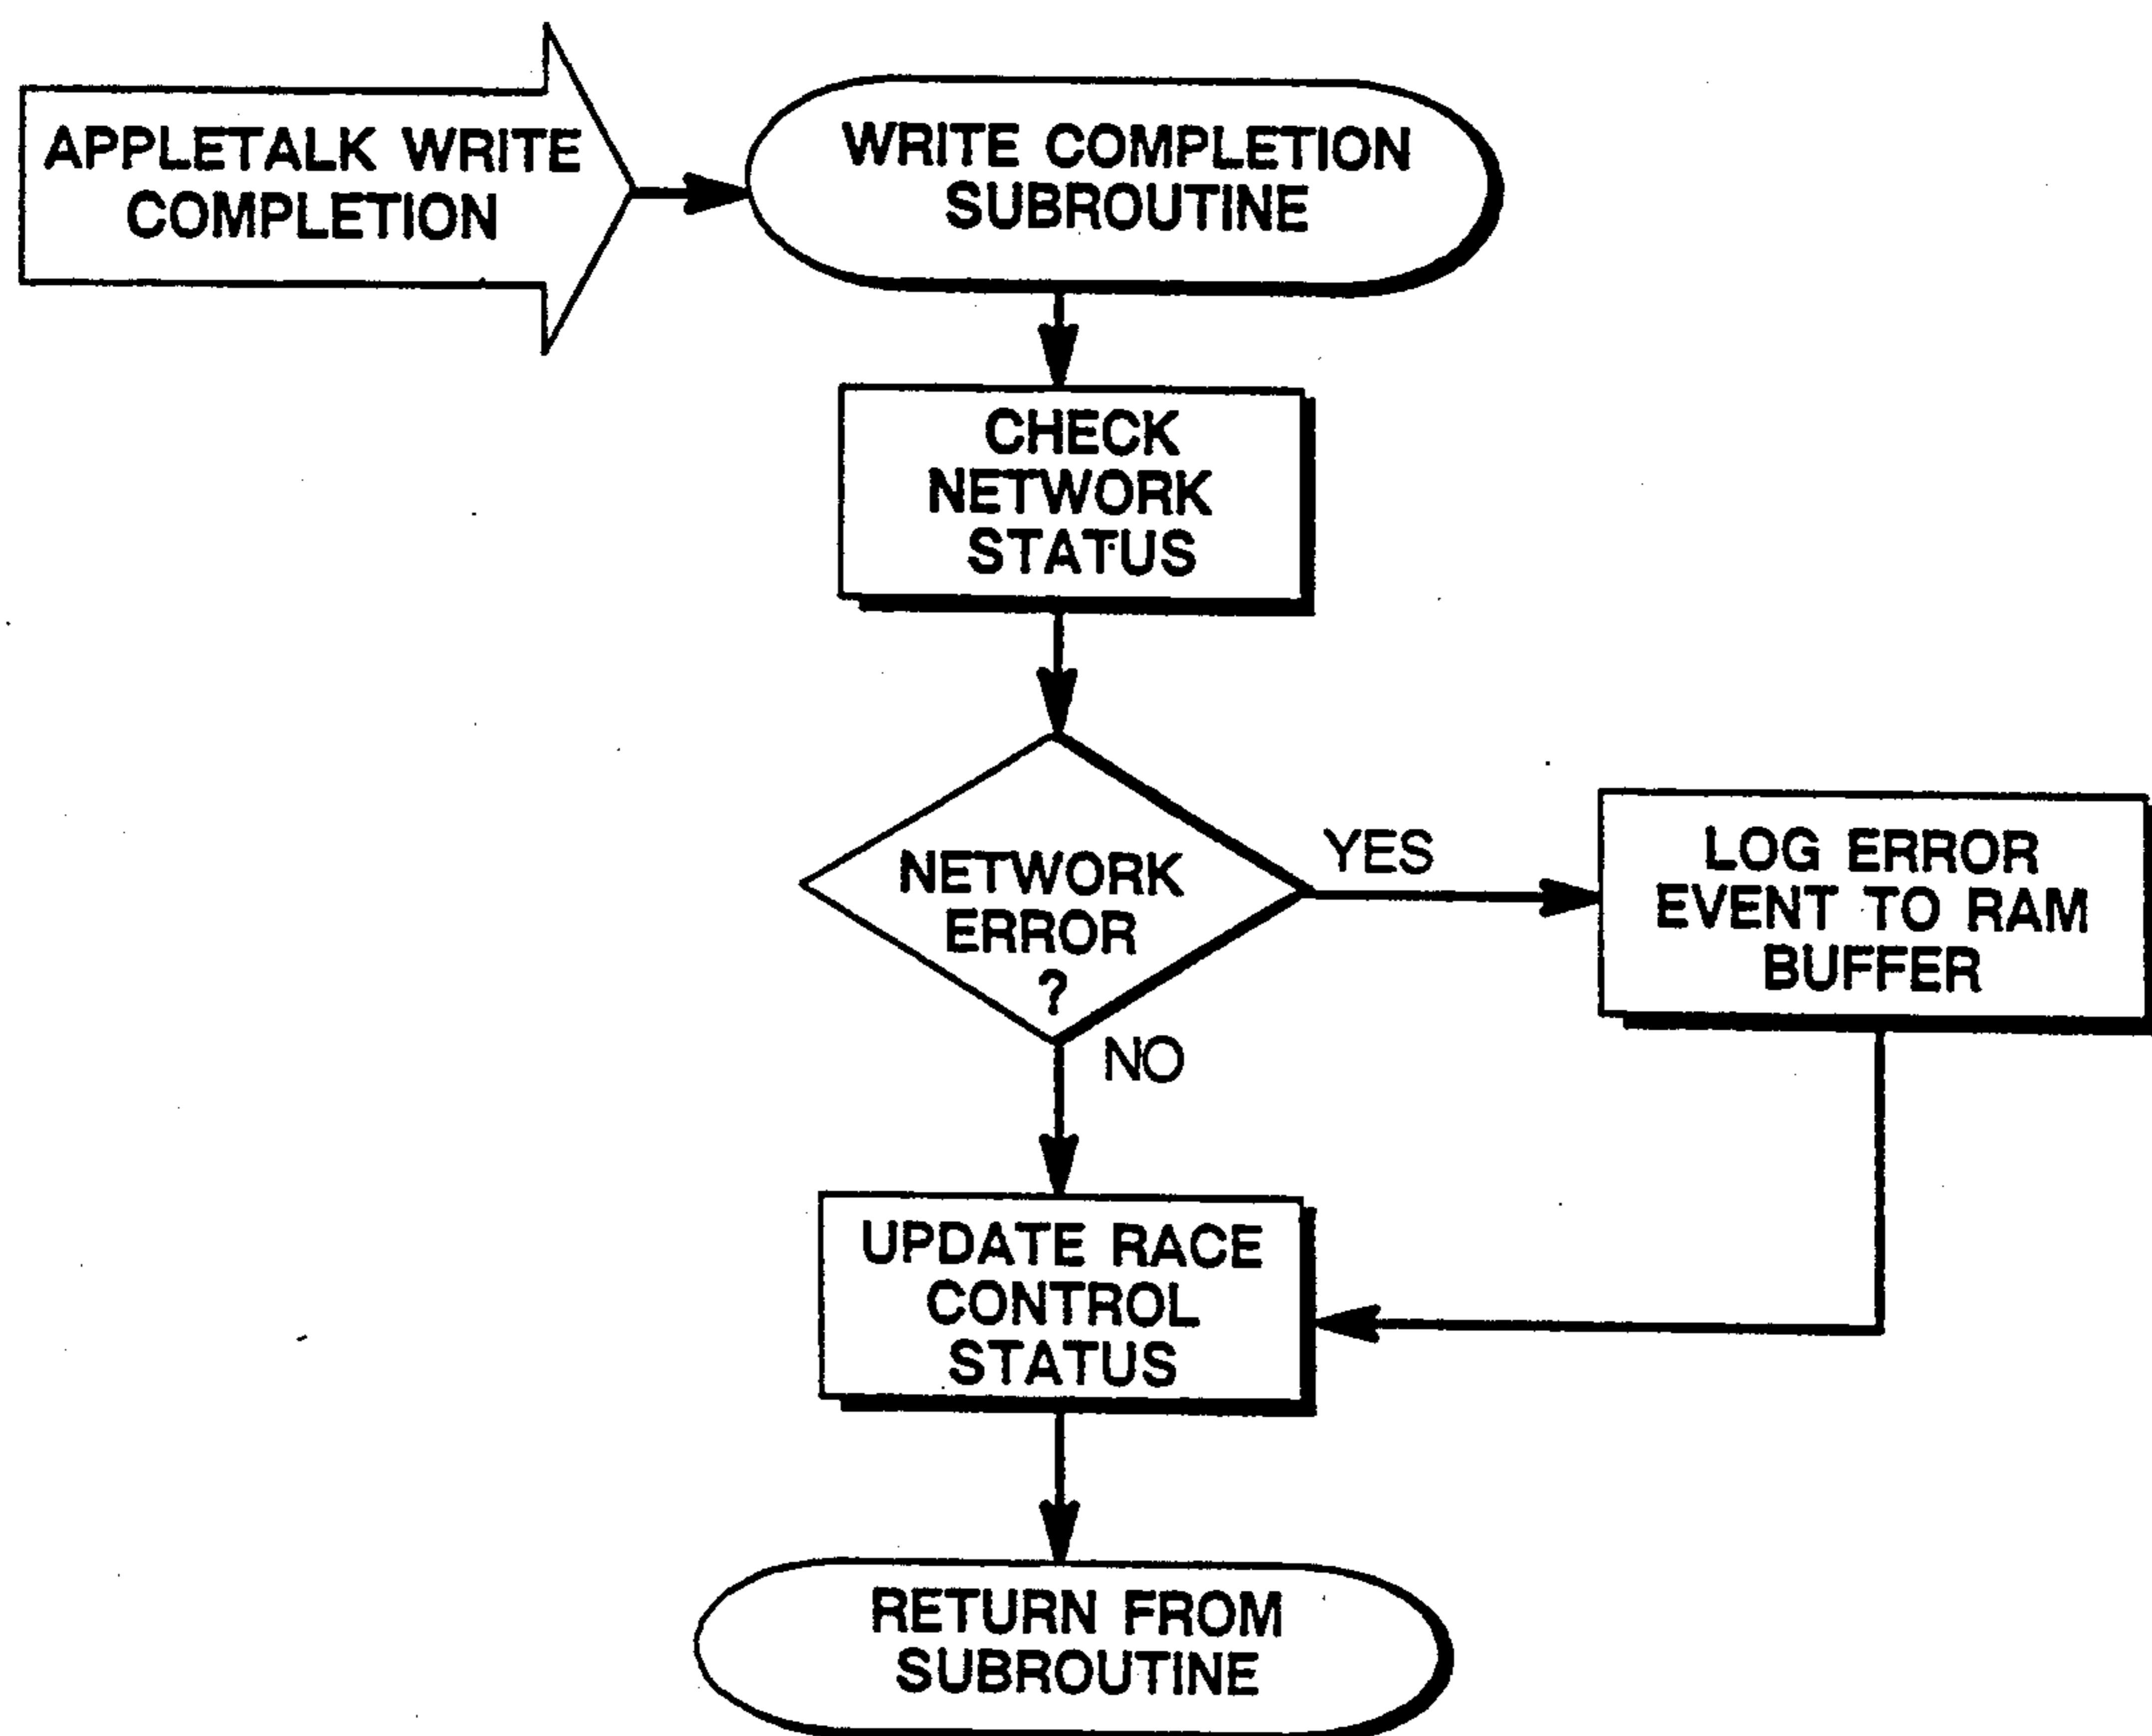 APPLETALK WRITE
COMPLETION
WRITE COMPLETION
SUBROUTINE
CHECK
NETWORK
STATUS
NETWORK
ERROR
?
YES
LOG ERROR
EVENT TO RAM
BUFFER
NO
UPDATE RACE
CONTROL
STATUS
RETURN FROM
SUBROUTINE